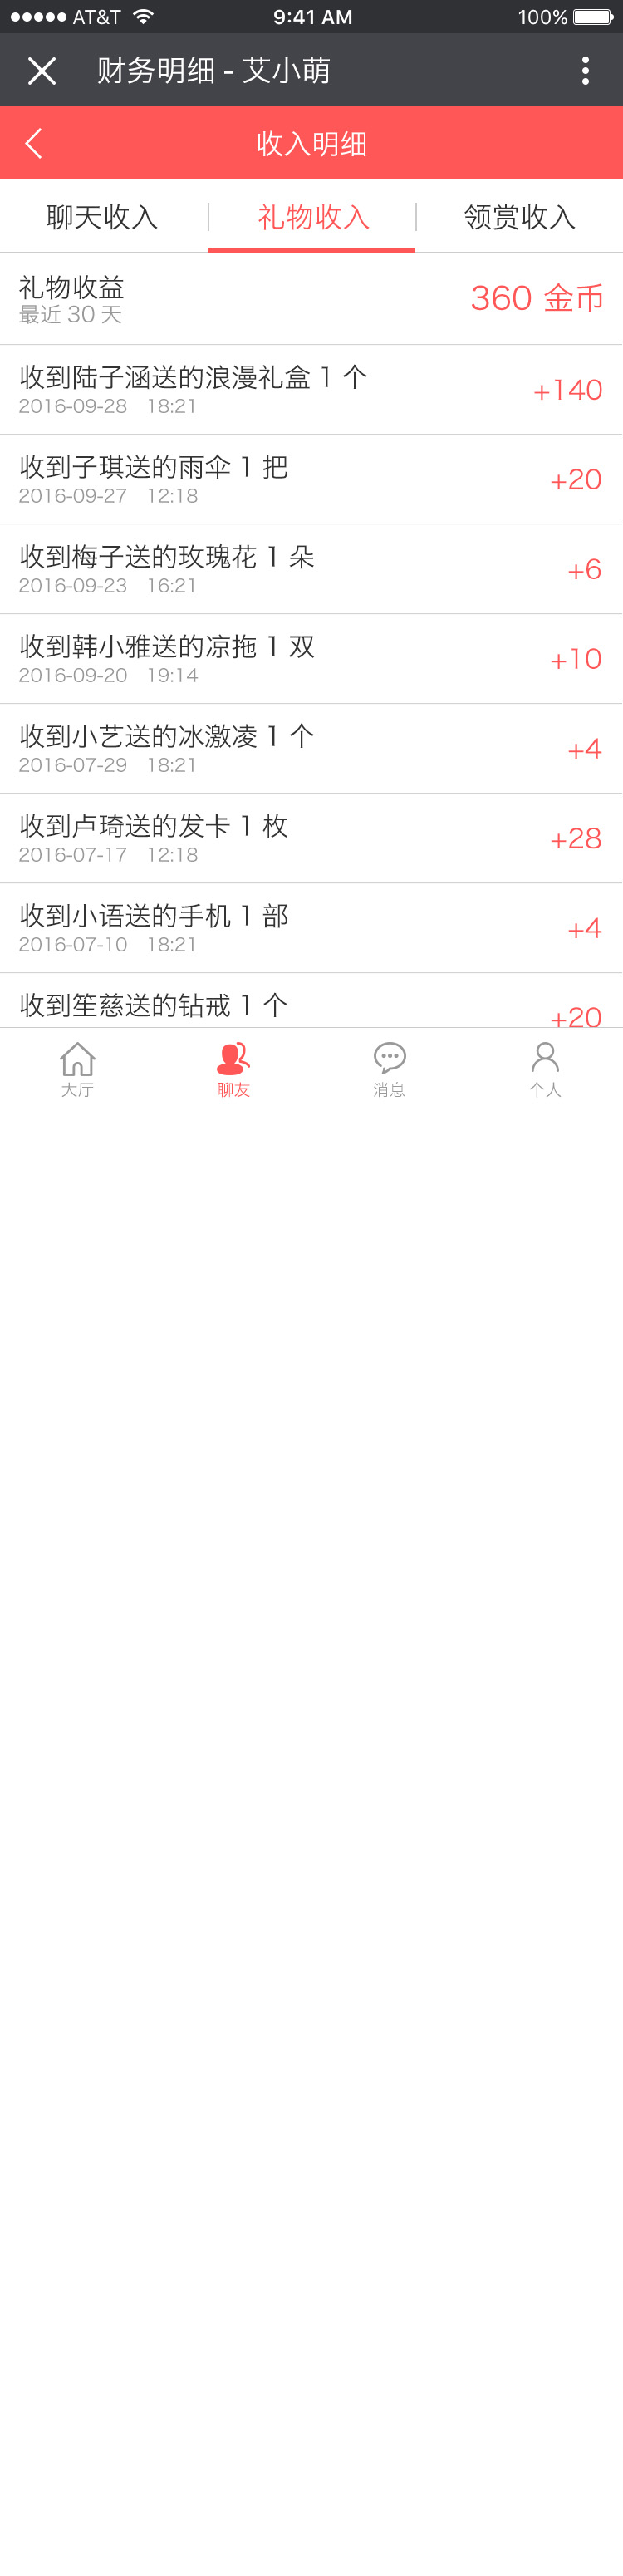 AT&T 9:41 AM 100%
财务明细 - 艾小萌
收入明细
聊天收入 礼物收入 领赏收入
礼物收益 360 金币
最近 30 天
收到陆子涵送的浪漫礼盒 1 个 +140
2016-09-28 18:21
收到子琪送的雨伞 1 把 +20
2016-09-27 12:18
收到梅子送的玫瑰花 1 朵 +6
2016-09-23 16:21
收到韩小雅送的凉拖 1 双 +10
2016-09-20 19:14
收到小艺送的冰激凌 1 个 +4
2016-07-29 18:21
收到卢琦送的发卡 1 枚 +28
2016-07-17 12:18
收到小语送的手机 1 部 +4
2016-07-10 18:21
收到笙慈送的钻戒 1 个 +20
大厅 聊友 消息 个人